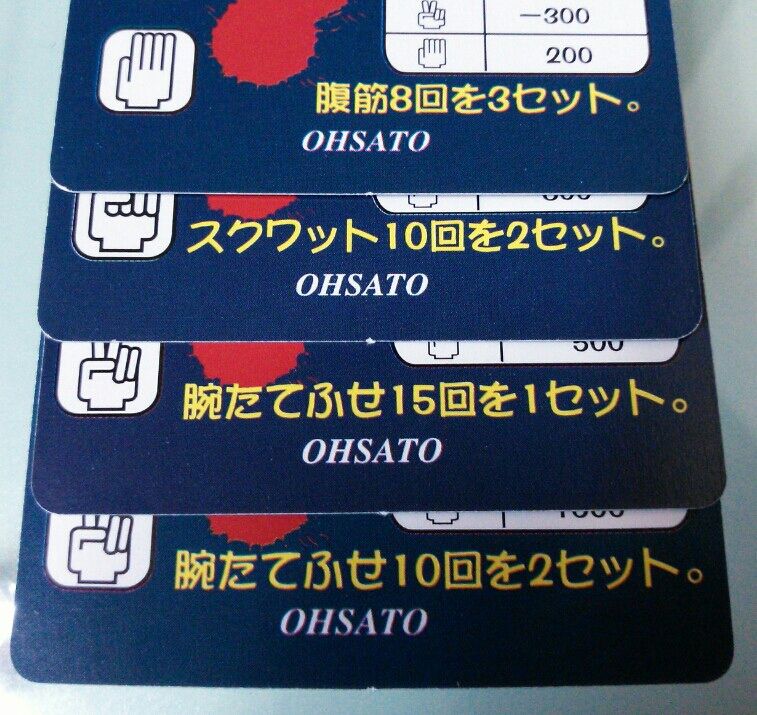 −300
200
腹筋8回を3セット。
OHSATO
スクワット10回を2セット。
OHSATO
500
腕たてふせ15回を1セット。
OHSATO
腕たてふせ10回を2セット。
OHSATO